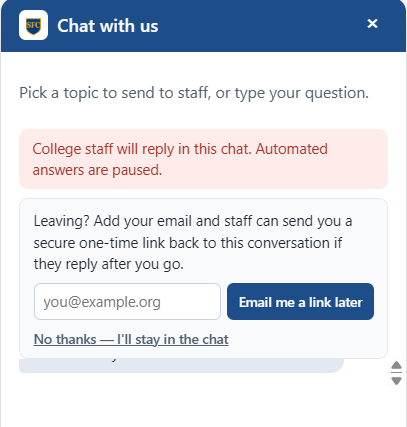 SFC
Chat with us
×
Pick a topic to send to staff, or type your question.
College staff will reply in this chat. Automated
answers are paused.
Leaving? Add your email and staff can send you a
secure one-time link back to this conversation if
they reply after you go.
you@example.org
Email me a link later
No thanks — I'll stay in the chat